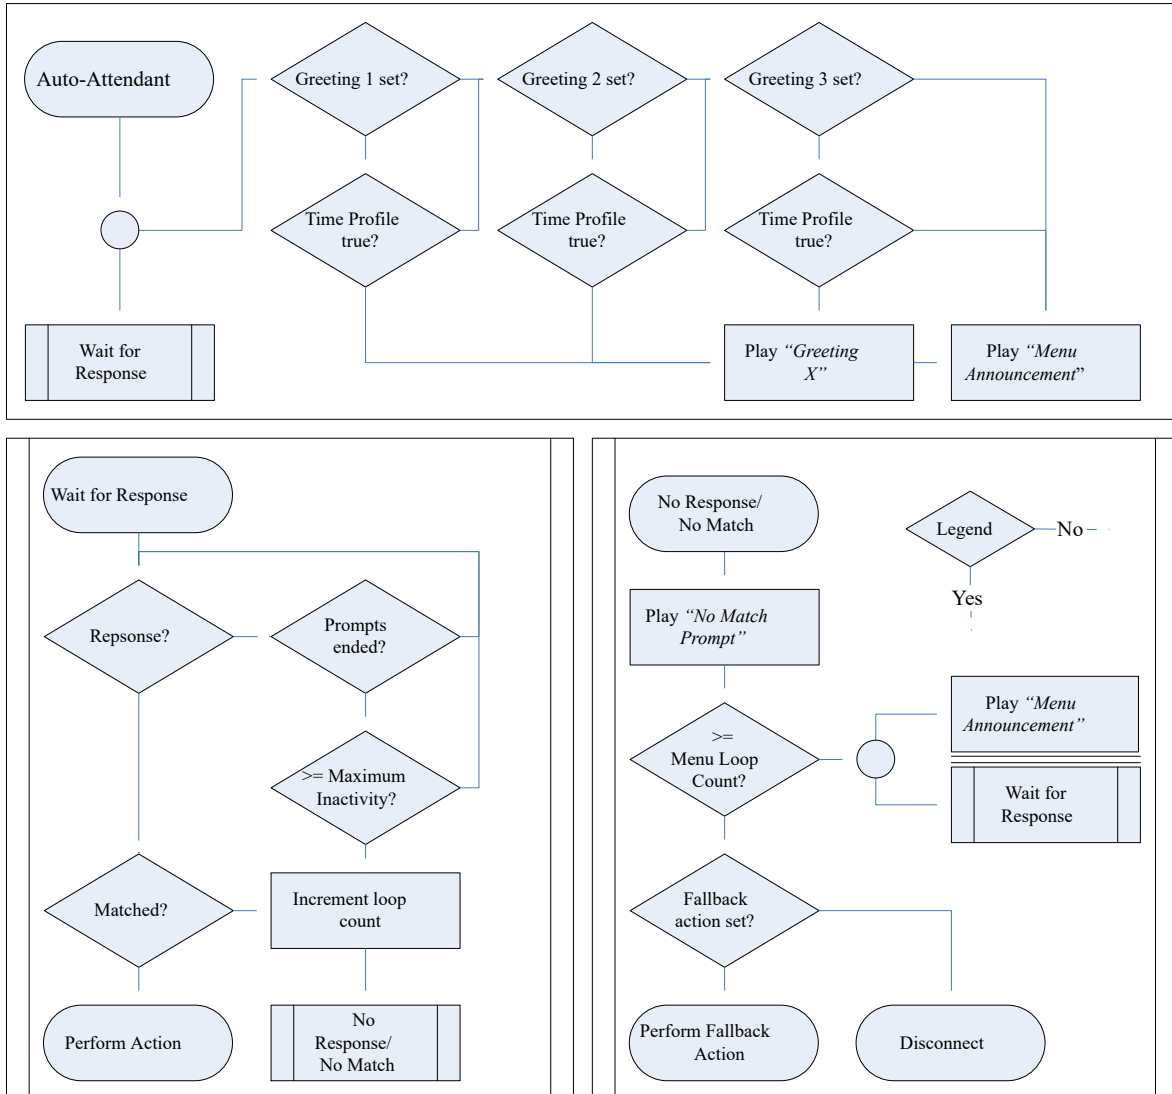 Auto-Attendant
Greeting 1 set?
Greeting 2 set?
Greeting 3 set?
Time Profile
true?
Time Profile
true?
Time Profile
true?
Wait for
Response
Play “Greeting
X”
Play “Menu
Announcement”
Wait for Response
Repsonse?
Prompts
ended?
>= Maximum
Inactivity?
Matched?
Increment loop
count
Perform Action
No
Response/
No Match
No Response/
No Match
Legend
No
Yes
Play “No Match
Prompt”
>=
Menu Loop
Count?
Play “Menu
Announcement”
Wait for
Response
Fallback
action set?
Perform Fallback
Action
Disconnect